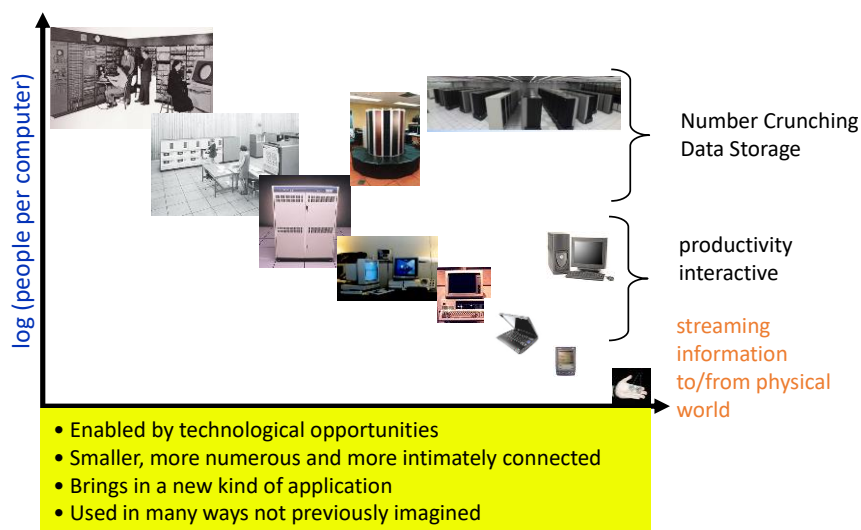 log (people per computer)
Number Crunching
Data Storage
productivity
interactive
streaming
information
to/from physical
world
• Enabled by technological opportunities
• Smaller, more numerous and more intimately connected
• Brings in a new kind of application
• Used in many ways not previously imagined